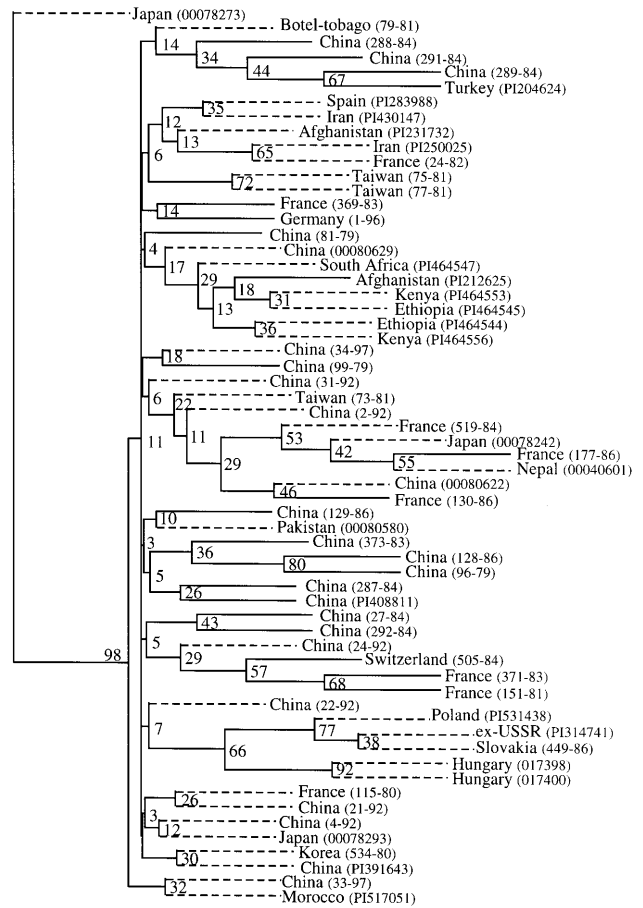 Japan (00078273)
Botel-tobago (79-81)
14
China (288-84)
34
China (291-84)
44
China (289-84)
67
Turkey (PI204624)
Spain (PI283988)
35
Iran (PI430147)
12
Afghanistan (PI231732)
13
Iran (PI250025)
6
65
France (24-82)
Taiwan (75-81)
72
Taiwan (77-81)
France (369-83)
14
Germany (1-96)
China (81-79)
4
China (00080629)
17
South Africa (PI464547)
29
Afghanistan (PI212625)
18
Kenya (PI464553)
31
Ethiopia (PI464545)
13
Ethiopia (PI464544)
36
Kenya (PI464556)
China (34-97)
18
China (99-79)
China (31-92)
6
Taiwan (73-81)
22
China (2-92)
France (519-84)
11
11
53
Japan (00078242)
42
France (177-86)
29
55
Nepal (00040601)
China (00080622)
46
France (130-86)
China (129-86)
10
Pakistan (00080580)
3
China (373-83)
36
China (128-86)
80
China (96-79)
5
China (287-84)
26
China (PI408811)
China (27-84)
43
China (292-84)
5
China (24-92)
98
29
Switzerland (505-84)
57
France (371-83)
68
France (151-81)
China (22-92)
7
Poland (PI531438)
77
ex-USSR (PI314741)
38
Slovakia (449-86)
66
Hungary (017398)
92
Hungary (017400)
France (115-80)
26
China (21-92)
3
China (4-92)
12
Japan (00078293)
Korea (534-80)
30
China (PI391643)
China (33-97)
32
Morocco (PI517051)